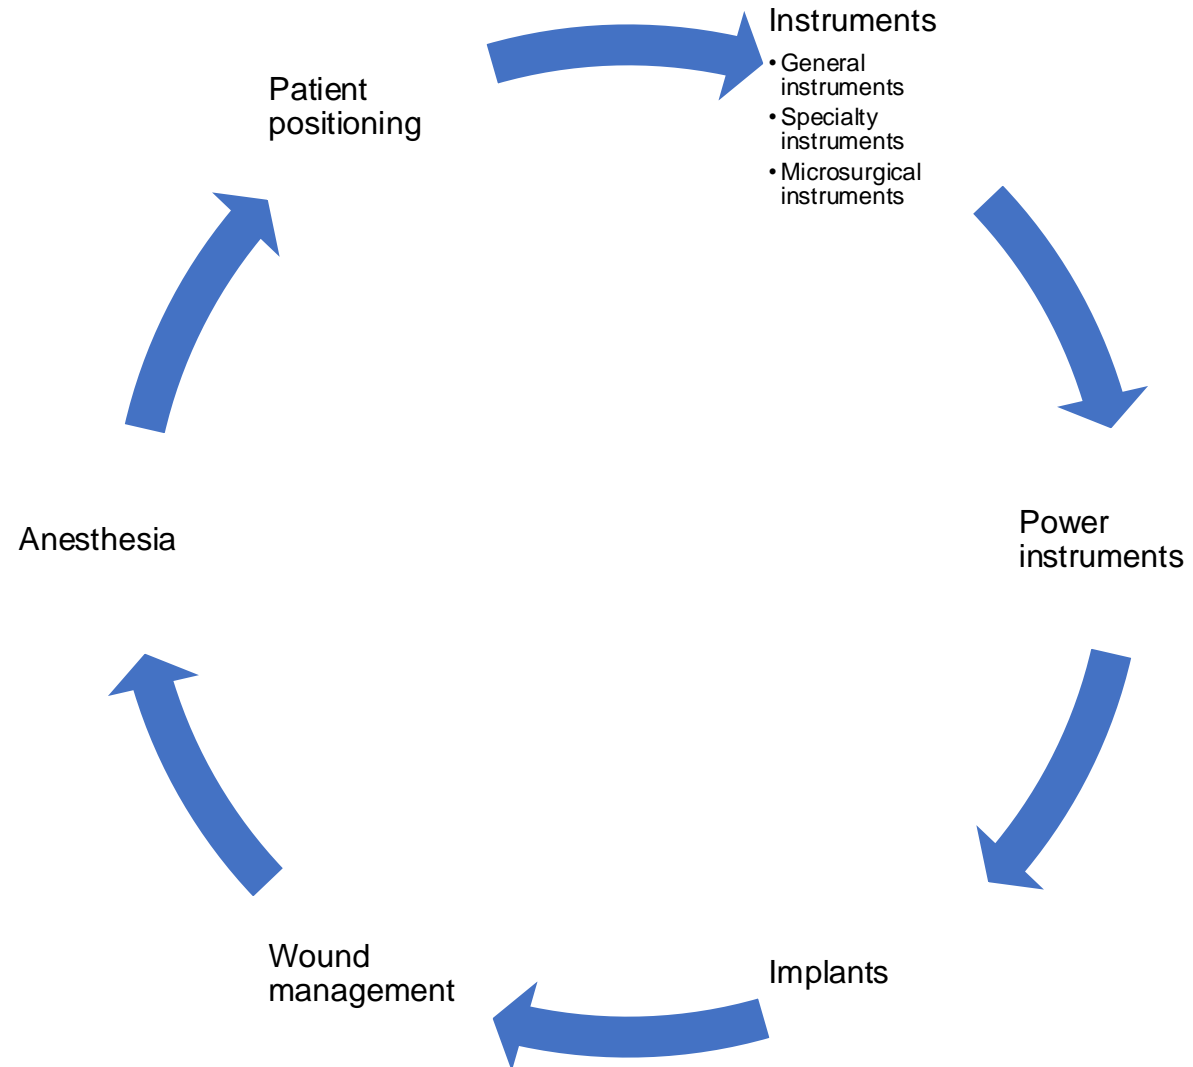 Instruments
• General
instruments
• Specialty
instruments
• Microsurgical
instruments
Power
instruments
Implants
Wound
management
Anesthesia
Patient
positioning